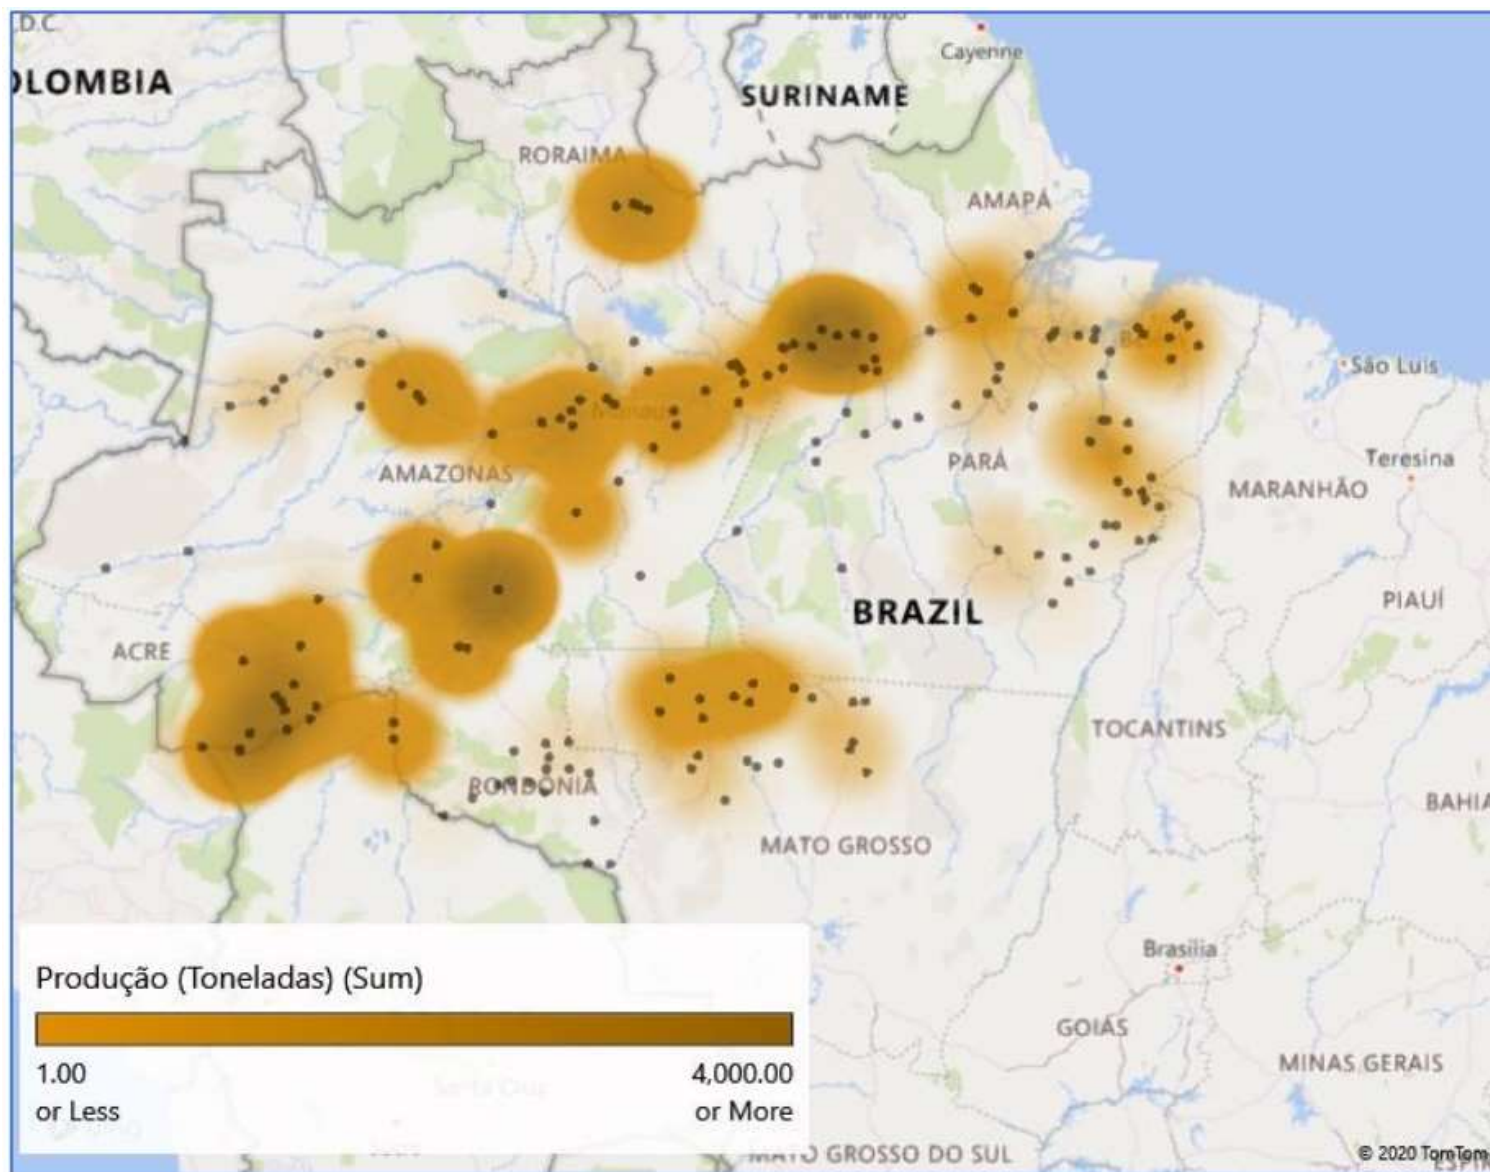 D.C.
Cayenne
OLOMBIA
SURINAME
RORAIMA
AMAPÁ
São Luis
Teresina
AMAZONAS
PARÁ
MARANHÃO
BRAZIL
PIAUÍ
ACRE
TOCANTINS
RONDÔNIA
BAHIA
MATO GROSSO
Brasília
Produção (Toneladas) (Sum)
GOIÁS
MINAS GERAIS
1.00
4,000.00
or Less
or More
MATO GROSSO DO SUL
© 2020 TomTom